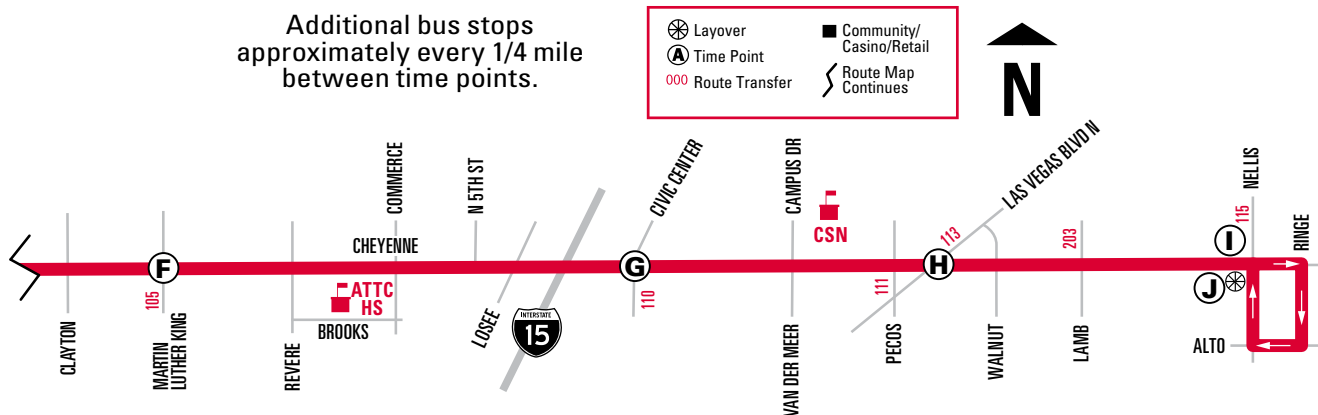 Additional bus stops
approximately every 1/4 mile
between time points.
Layover
A Time Point
000 Route Transfer
Community/
Casino/Retail
Route Map
Continues
N
CLAYTON
F
105
MARTIN
LUTHER KING
REVERE
ATTC
HS
BROOKS
COMMERCE
CHEYENNE
N 5TH ST
LOSEE
INTERSTATE
15
CIVIC CENTER
G
110
CAMPUS DR
VAN DER MEER
CSN
PECOS
111
H
113
LAS VEGAS BLVD N
WALNUT
203
LAMB
NELLIS
115
I
J
RINGE
ALTO